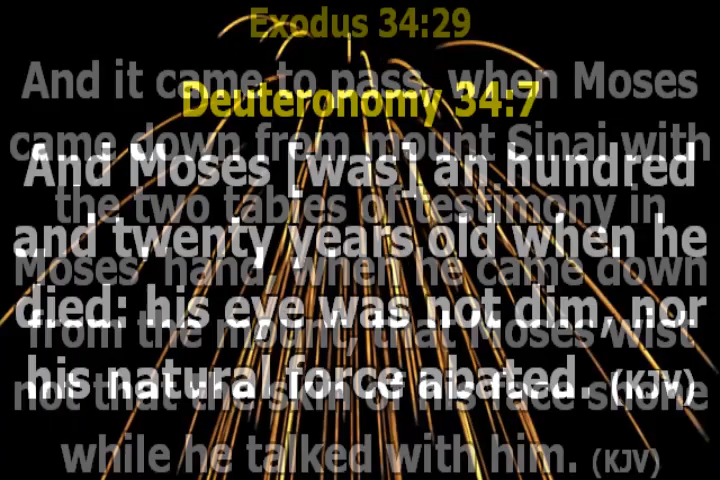 Exodus 34:29
And it came to pass, when Moses
came down from mount Sinai with
the two tables of testimony in
Moses' hand, when he came down
from the mount, that Moses wist
not that the skin of his face shone
while he talked with him. (KJV)
Deuteronomy 34:7
And Moses [was] an hundred
and twenty years old when he
died: his eye was not dim, nor
his natural force abated. (KJV)